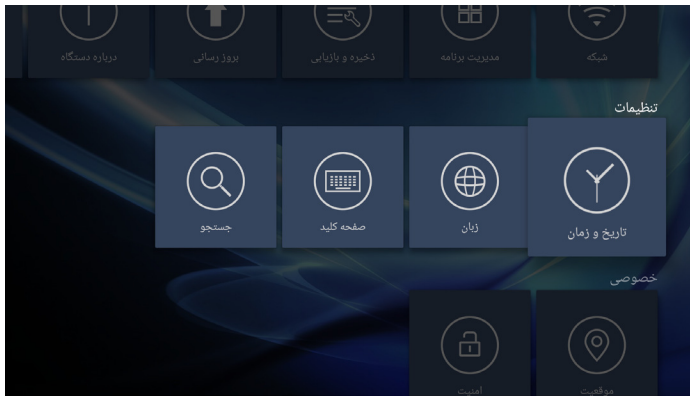 شبکه
مدیریت برنامه
ذخیره و بازیابی
بروز رسانی
درباره دستگاه
تنظیمات
تاریخ و زمان
زبان
صفحه کلید
جستجو
خصوصی
موقعیت
امنیت